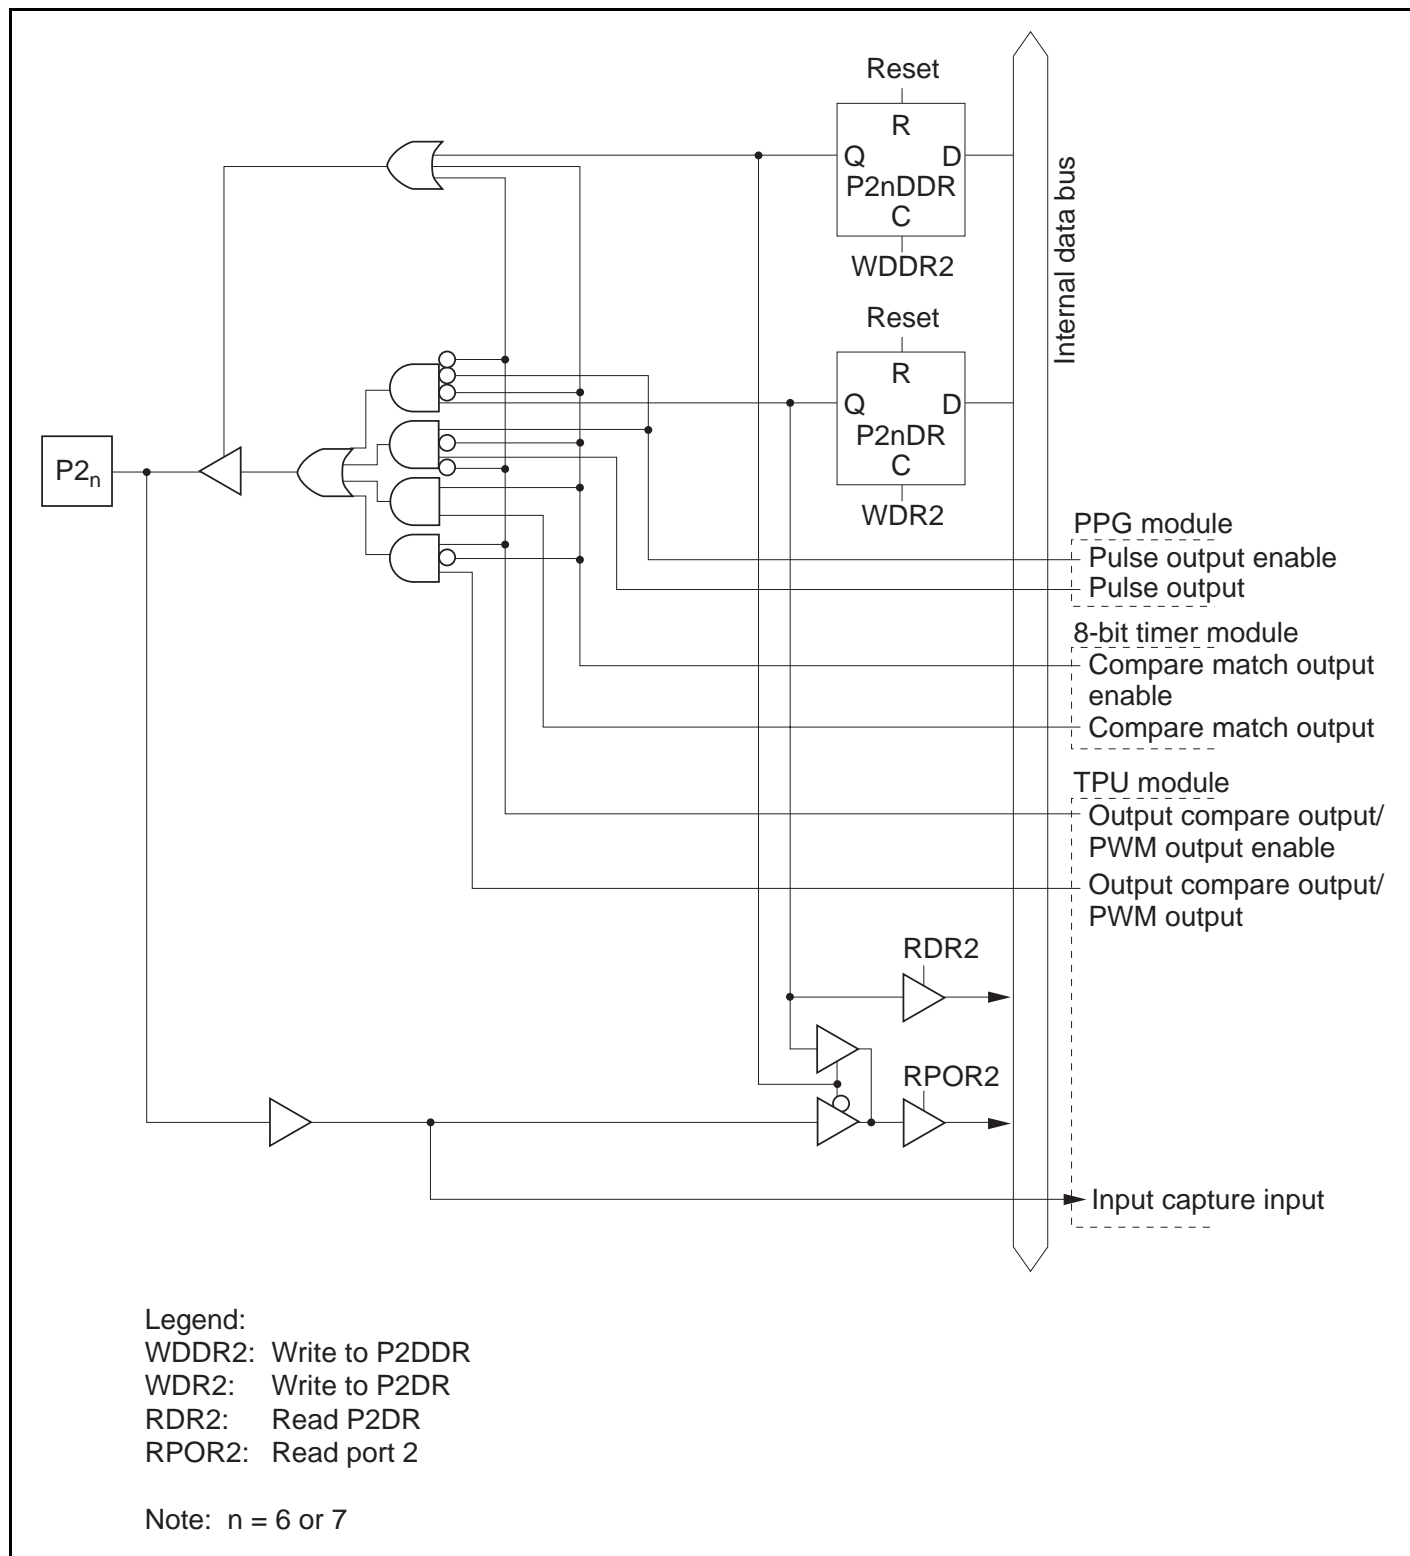 Reset
R
Q D
P2nDDR
C
WDDR2
Internal data bus
Reset
R
Q D
P2nDR
C
WDR2
P2n
PPG module
Pulse output enable
Pulse output
8-bit timer module
Compare match output
enable
Compare match output
TPU module
Output compare output/
PWM output enable
Output compare output/
PWM output
RDR2
RPOR2
Input capture input
Legend:
WDDR2: Write to P2DDR
WDR2: Write to P2DR
RDR2: Read P2DR
RPOR2: Read port 2
Note: n = 6 or 7